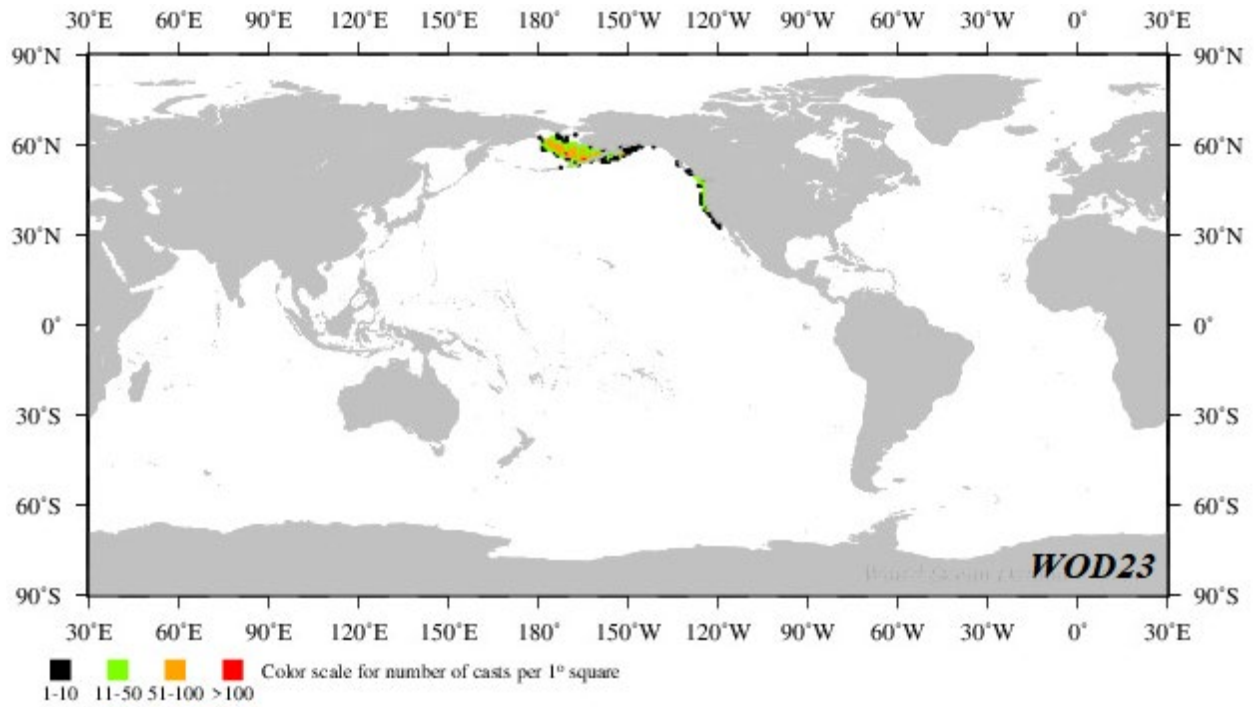 30°E 60°E 90°E 120°E 150°E 180° 150°W 120°W 90°W 60°W 30°W 0° 30°E
90°N 90°N
60°N 60°N
30°N 30°N
0° 0°
30°S 30°S
60°S 60°S
WOD23
90°S 90°S
30°E 60°E 90°E 120°E 150°E 180° 150°W 120°W 90°W 60°W 30°W 0° 30°E
Color scale for number of casts per 1° square
1-10 11-50 51-100 >100